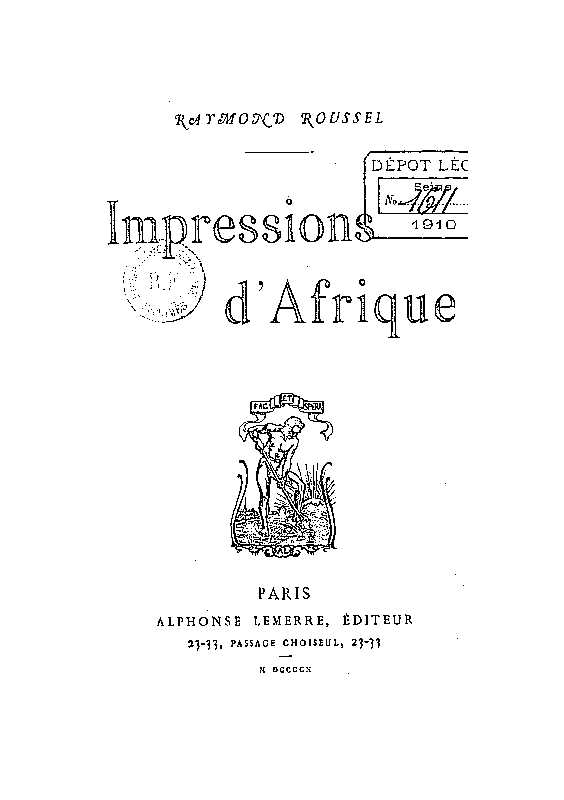 RAYMOND ROUSSEL
DÉPOT LÉG
Seine
No
1910
Impressions
d'Afrique
R.F.
FAC ET SPERA
AL
PARIS
ALPHONSE LEMERRE, ÉDITEUR
23-33, PASSAGE CHOISEUL, 23-33
M DCCCCX